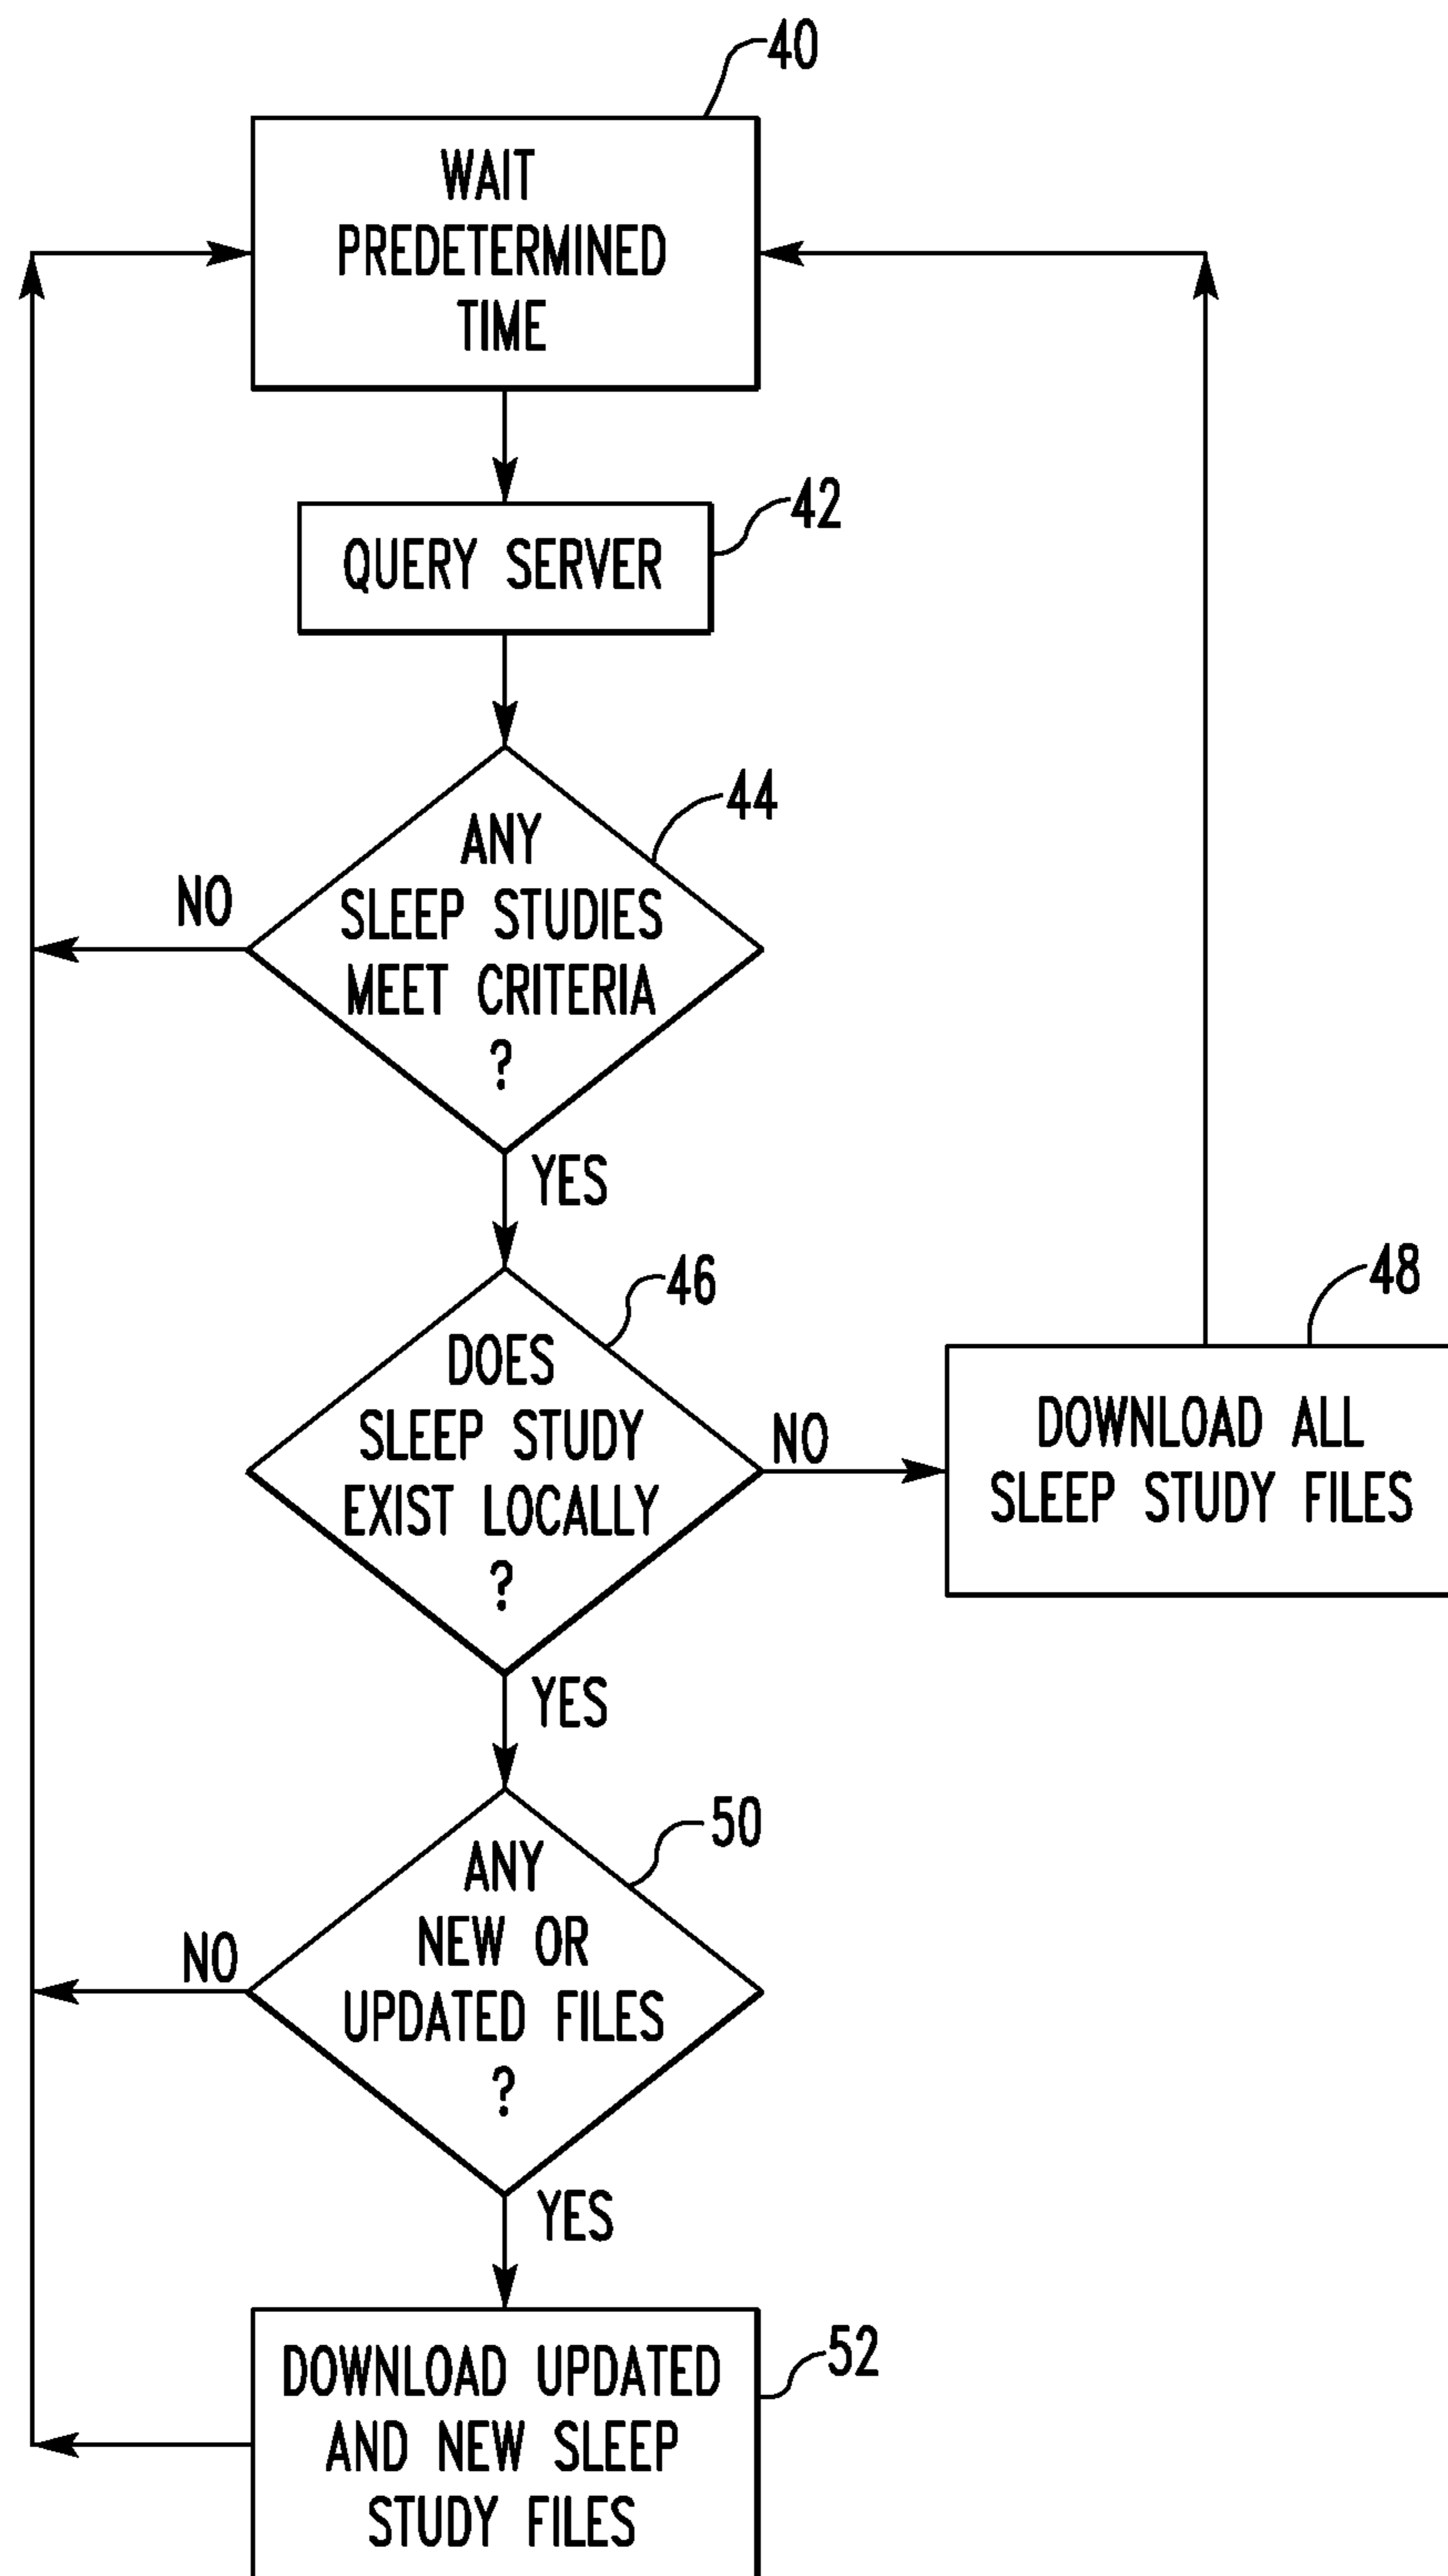 40
WAIT
PREDETERMINED
TIME
42
QUERY SERVER
44
ANY
SLEEP STUDIES
MEET CRITERIA
?
NO
YES
46
DOES
SLEEP STUDY
EXIST LOCALLY
?
NO
48
DOWNLOAD ALL
SLEEP STUDY FILES
YES
50
ANY
NEW OR
UPDATED FILES
?
NO
YES
52
DOWNLOAD UPDATED
AND NEW SLEEP
STUDY FILES